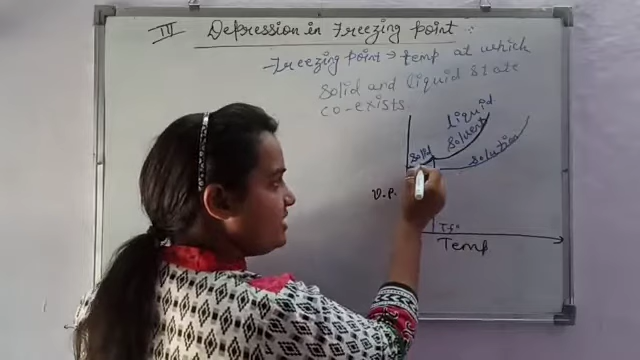 III Depression in Freezing point :-
Freezing point → temp at which
solid and liquid state
co-exists.
liquid
solvent
solid
solution
V.P.
Tf°
Temp